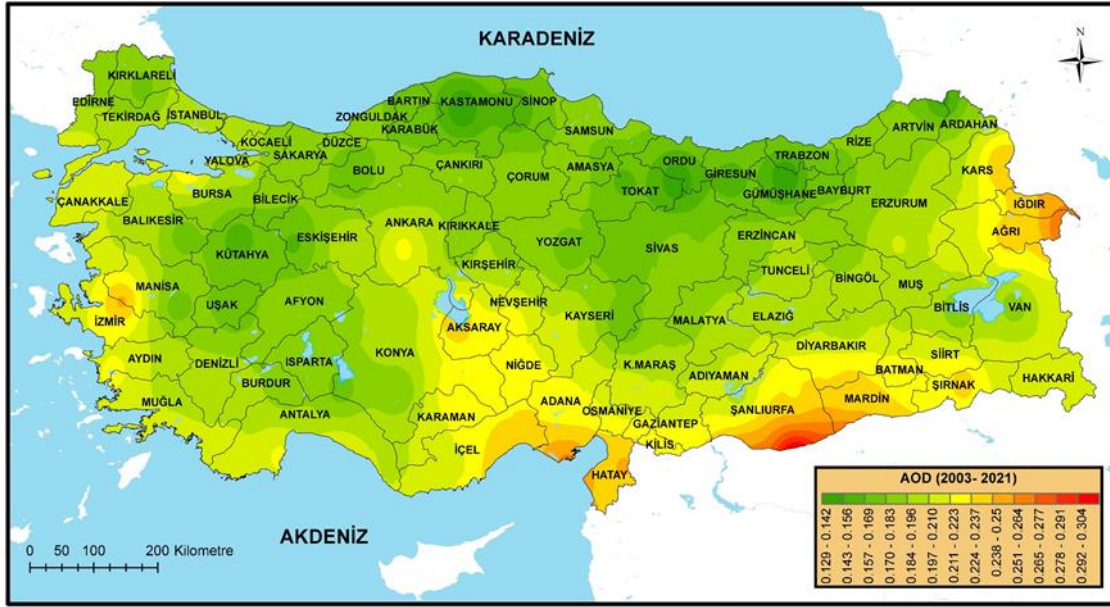 KARADENİZ
N
KIRKLARELİ
EDİRNE
TEKİRDAĞ
İSTANBUL
KOCAELİ
YALOVA
SAKARYA
DÜZCE
ZONGULDAK
BARTIN
KARABÜK
KASTAMONU
SİNOP
SAMSUN
ORDU
GİRESUN
TRABZON
RİZE
ARTVİN
ARDAHAN
ÇANAKKALE
BALIKESİR
BURSA
BİLECİK
BOLU
ÇANKIRI
ÇORUM
AMASYA
TOKAT
GÜMÜŞHANE
BAYBURT
ERZURUM
KARS
IĞDIR
AĞRI
KÜTAHYA
ESKİŞEHİR
ANKARA
KIRIKKALE
YOZGAT
SİVAS
ERZİNCAN
TUNCELİ
BİNGÖL
MUŞ
BİTLİS
VAN
MANİSA
İZMİR
UŞAK
AFYON
KIRŞEHİR
NEVŞEHİR
AKSARAY
KAYSERİ
MALATYA
ELAZIĞ
DİYARBAKIR
BATMAN
SİİRT
ŞIRNAK
HAKKARİ
AYDIN
DENİZLİ
ISPARTA
BURDUR
KONYA
NİĞDE
K.MARAŞ
ADIYAMAN
ŞANLIURFA
MARDİN
MUĞLA
ANTALYA
KARAMAN
İÇEL
ADANA
OSMANİYE
GAZİANTEP
KİLİS
HATAY
AKDENİZ
0 50 100 200 Kilometre
AOD (2003- 2021)
0.129 - 0.142
0.143 - 0.156
0.157 - 0.169
0.170 - 0.183
0.184 - 0.196
0.197 - 0.210
0.211 - 0.223
0.224 - 0.237
0.238 - 0.25
0.251 - 0.264
0.265 - 0.277
0.278 - 0.291
0.292 - 0.304